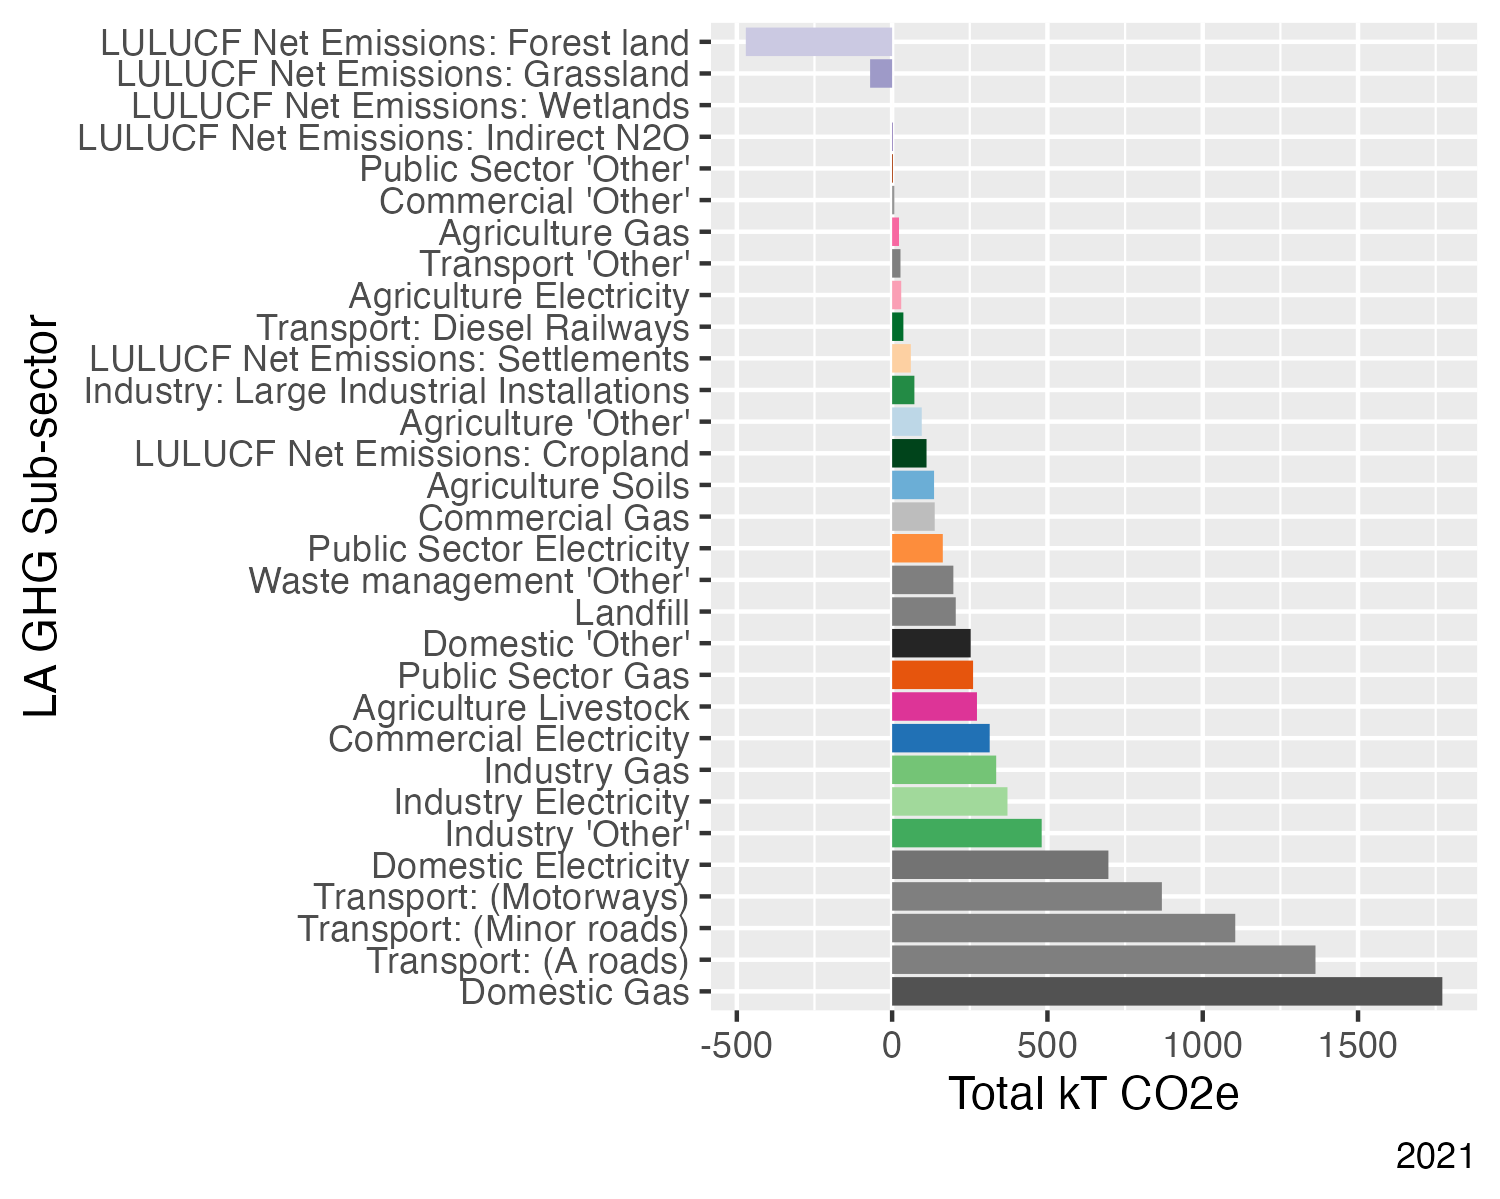 LULUCF Net Emissions: Forest land
LULUCF Net Emissions: Grassland
LULUCF Net Emissions: Wetlands
LULUCF Net Emissions: Indirect N2O
Public Sector 'Other'
Commercial 'Other'
Agriculture Gas
Transport 'Other'
Agriculture Electricity
Transport: Diesel Railways
LULUCF Net Emissions: Settlements
Industry: Large Industrial Installations
Agriculture 'Other'
LULUCF Net Emissions: Cropland
Agriculture Soils
Commercial Gas
Public Sector Electricity
Waste management 'Other'
Landfill
Domestic 'Other'
Public Sector Gas
Agriculture Livestock
Commercial Electricity
Industry Gas
Industry Electricity
Industry 'Other'
Domestic Electricity
Transport: (Motorways)
Transport: (Minor roads)
Transport: (A roads)
Domestic Gas
LA GHG Sub-sector
-500 0 500 1000 1500
Total kT CO2e
2021